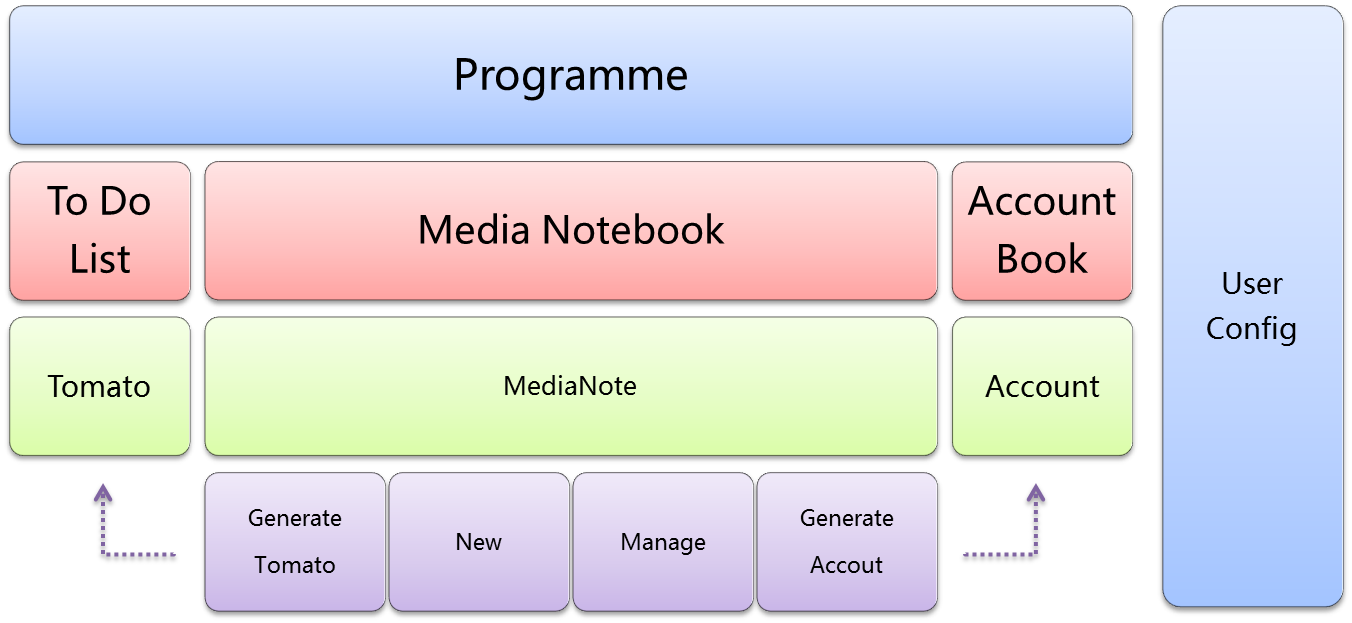 Programme
To Do
List
Media Notebook
Account
Book
User
Config
Tomato
MediaNote
Account
Generate
Tomato
New
Manage
Generate
Accout